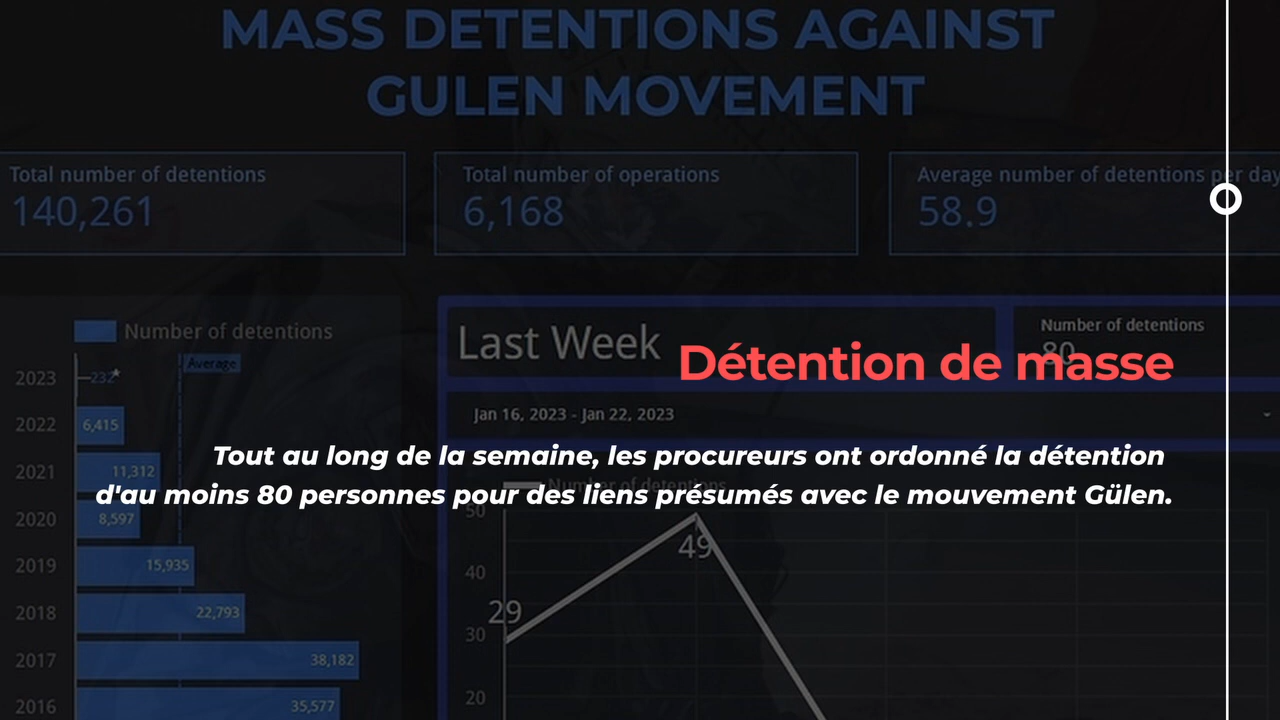 MASS DETENTIONS AGAINST
GULEN MOVEMENT
Total number of detentions
140,261
Total number of operations
6,168
Average number of detentions per day
58.9
Number of detentions
Average
2023 232*
2022 6,415
2021 11,312
2020 8,597
2019 15,935
2018 22,793
2017 38,182
2016 35,577
Last Week
Number of detentions
80
Détention de masse
Jan 16, 2023 - Jan 22, 2023
Tout au long de la semaine, les procureurs ont ordonné la détention
d'au moins 80 personnes pour des liens présumés avec le mouvement Gülen.
Number of detentions
50
49
40
29
30
20